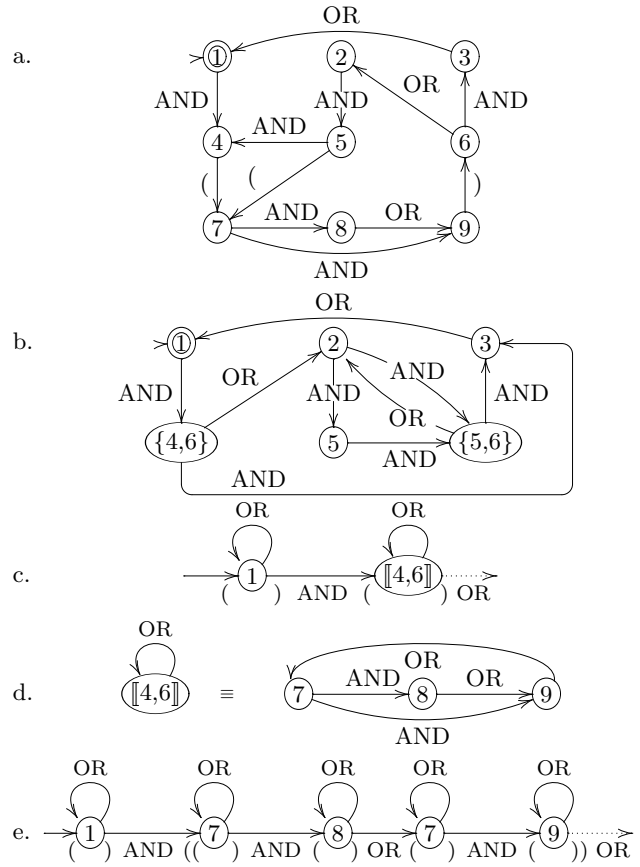 OR
a. 1 2 3
OR
AND AND AND
AND
4 5 6
( ( )
AND OR
7 8 9
AND
OR
b. 1 2 3
OR AND
AND AND AND
OR
{4,6} 5 {5,6}
AND
AND
OR OR
c. 1 ⟦4,6⟧
( ) AND ( ) OR
OR
OR
d. ⟦4,6⟧ ≡ 7 AND 8 OR 9
AND
OR OR OR OR OR
e. 1 7 8 7 9
( ) AND (( ) AND ( ) OR ( ) AND ( )) OR